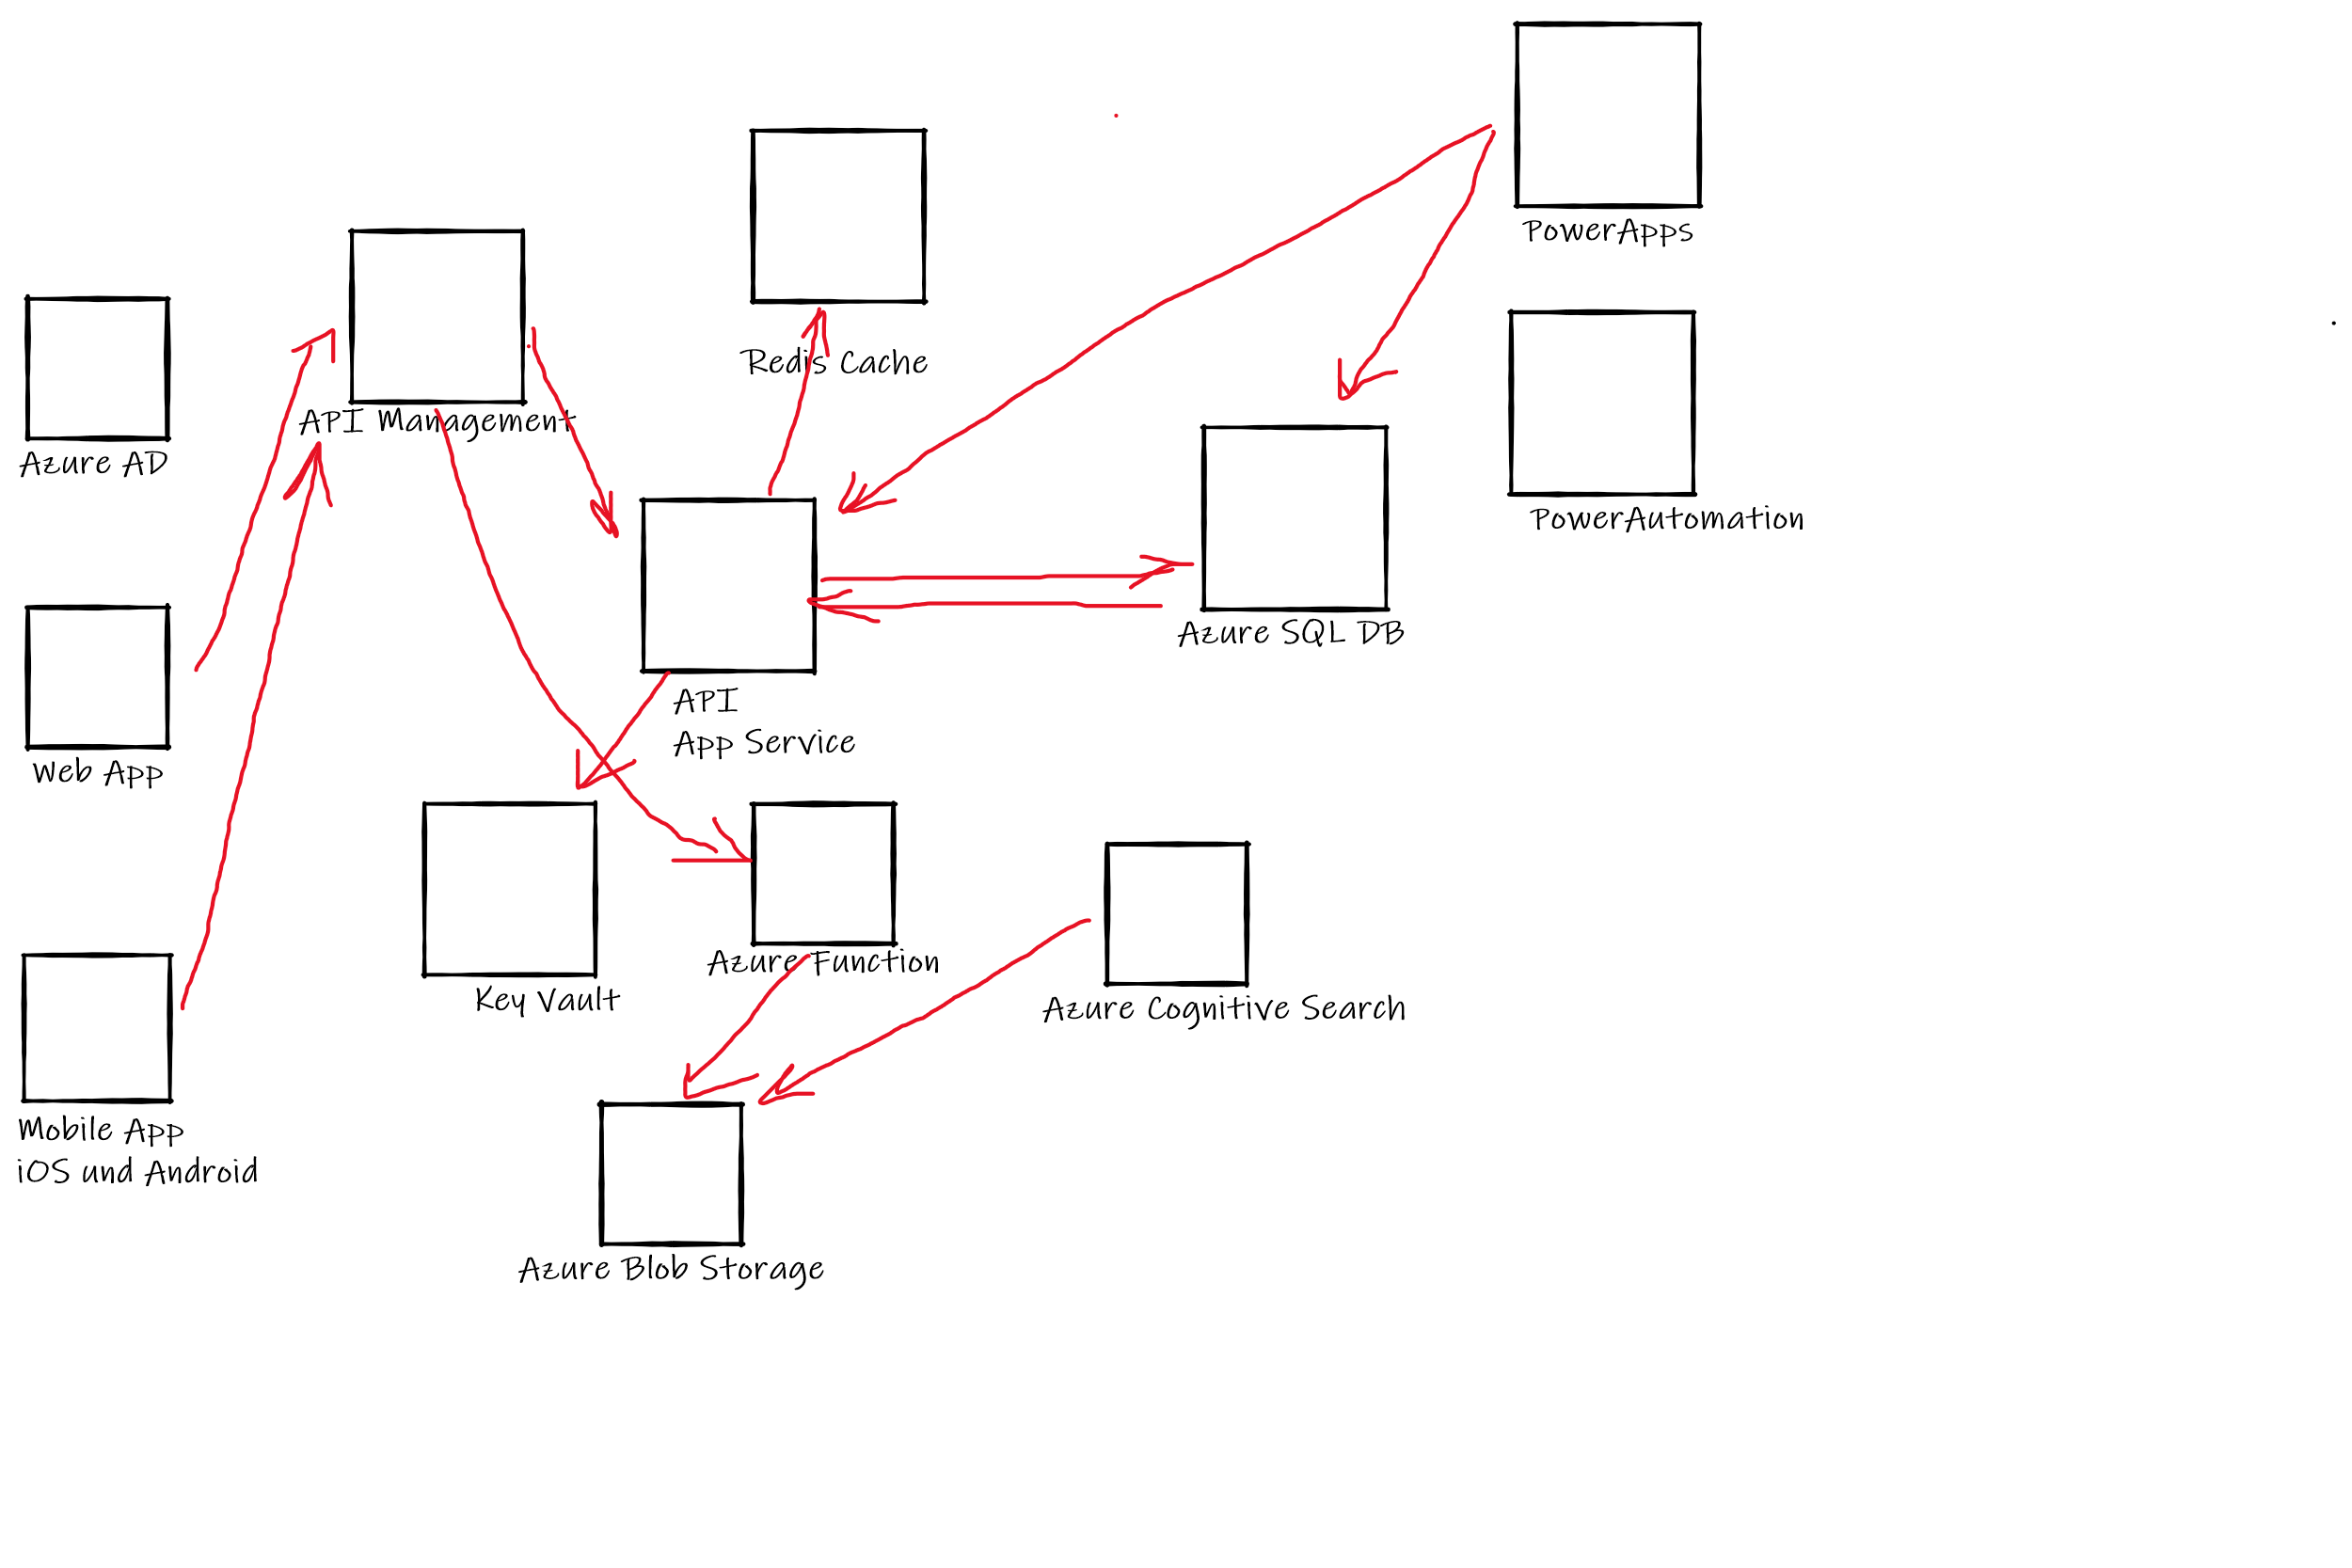 PowerApps
Redis Cache
API Management
Azure AD
PowerAutomation
Azure SQL DB
API
App Service
Web App
Azure Function
Key Vault
Azure Cognitive Search
Mobile App
iOS und Android
Azure Blob Storage